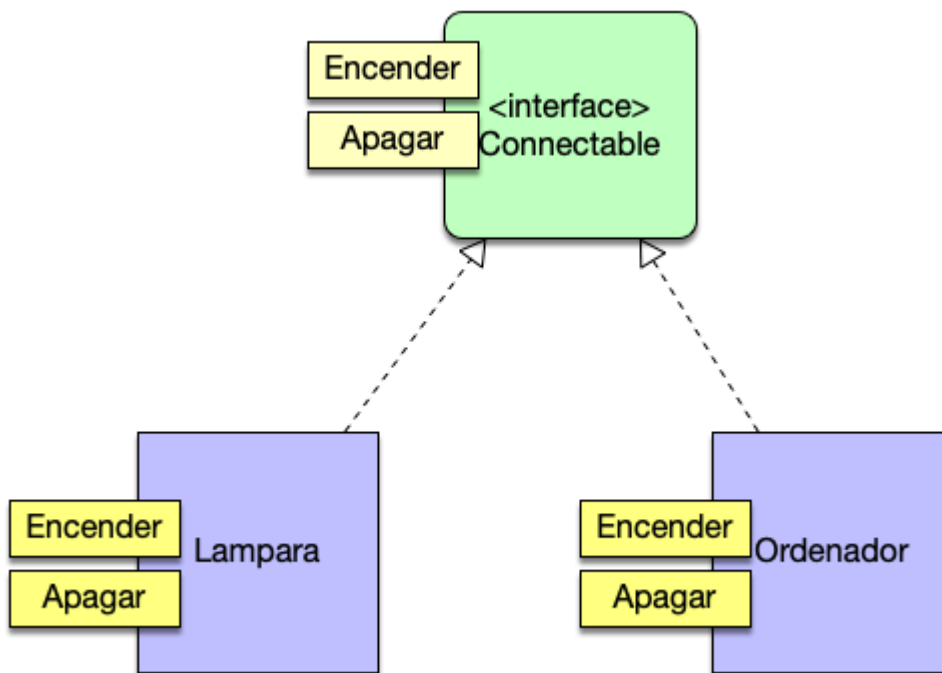 Encender
<interface>
Apagar
Connectable
Encender
Lampara
Apagar
Encender
Ordenador
Apagar